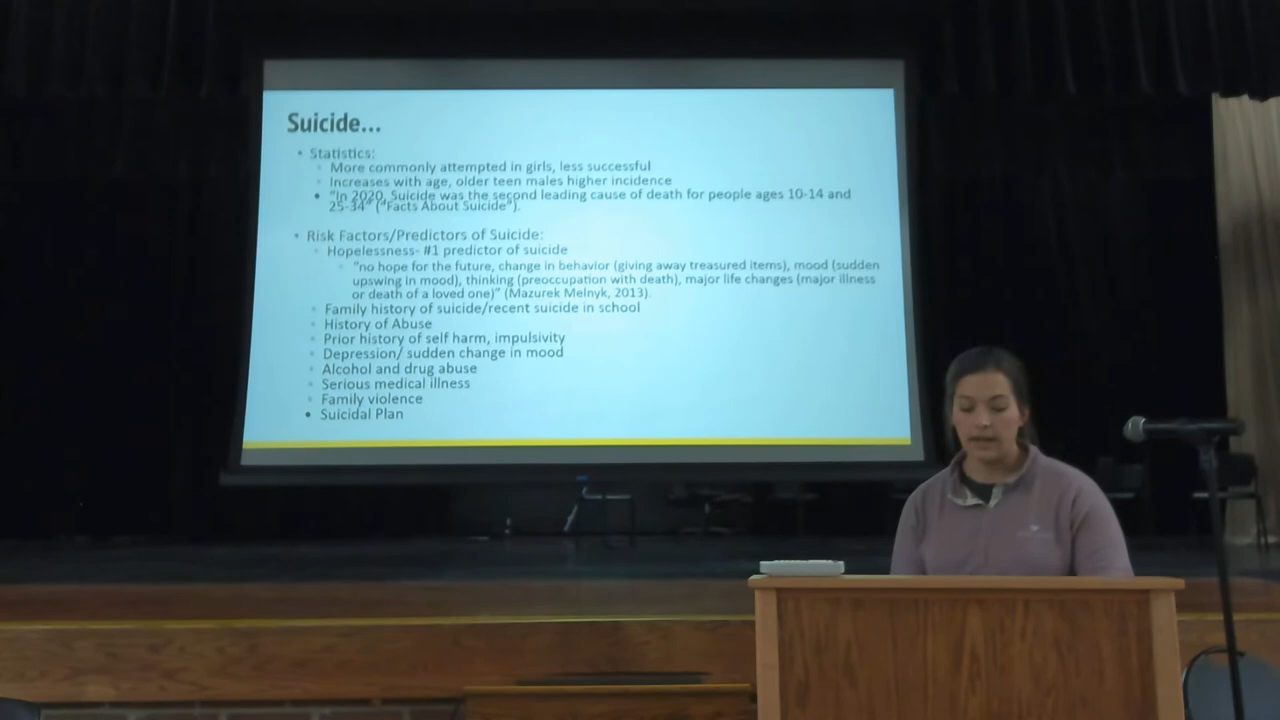 Suicide...
• Statistics:
◦ More commonly attempted in girls, less successful
◦ Increases with age, older teen males higher incidence
• "In 2020, Suicide was the second leading cause of death for people ages 10-14 and
25-34" ("Facts About Suicide").
• Risk Factors/Predictors of Suicide:
◦ Hopelessness- #1 predictor of suicide
◦ "no hope for the future, change in behavior (giving away treasured items), mood (sudden
upswing in mood), thinking (preoccupation with death), major life changes (major illness
or death of a loved one)" (Mazurek Melnyk, 2013).
◦ Family history of suicide/recent suicide in school
◦ History of Abuse
◦ Prior history of self harm, impulsivity
◦ Depression/ sudden change in mood
◦ Alcohol and drug abuse
◦ Serious medical illness
◦ Family violence
• Suicidal Plan